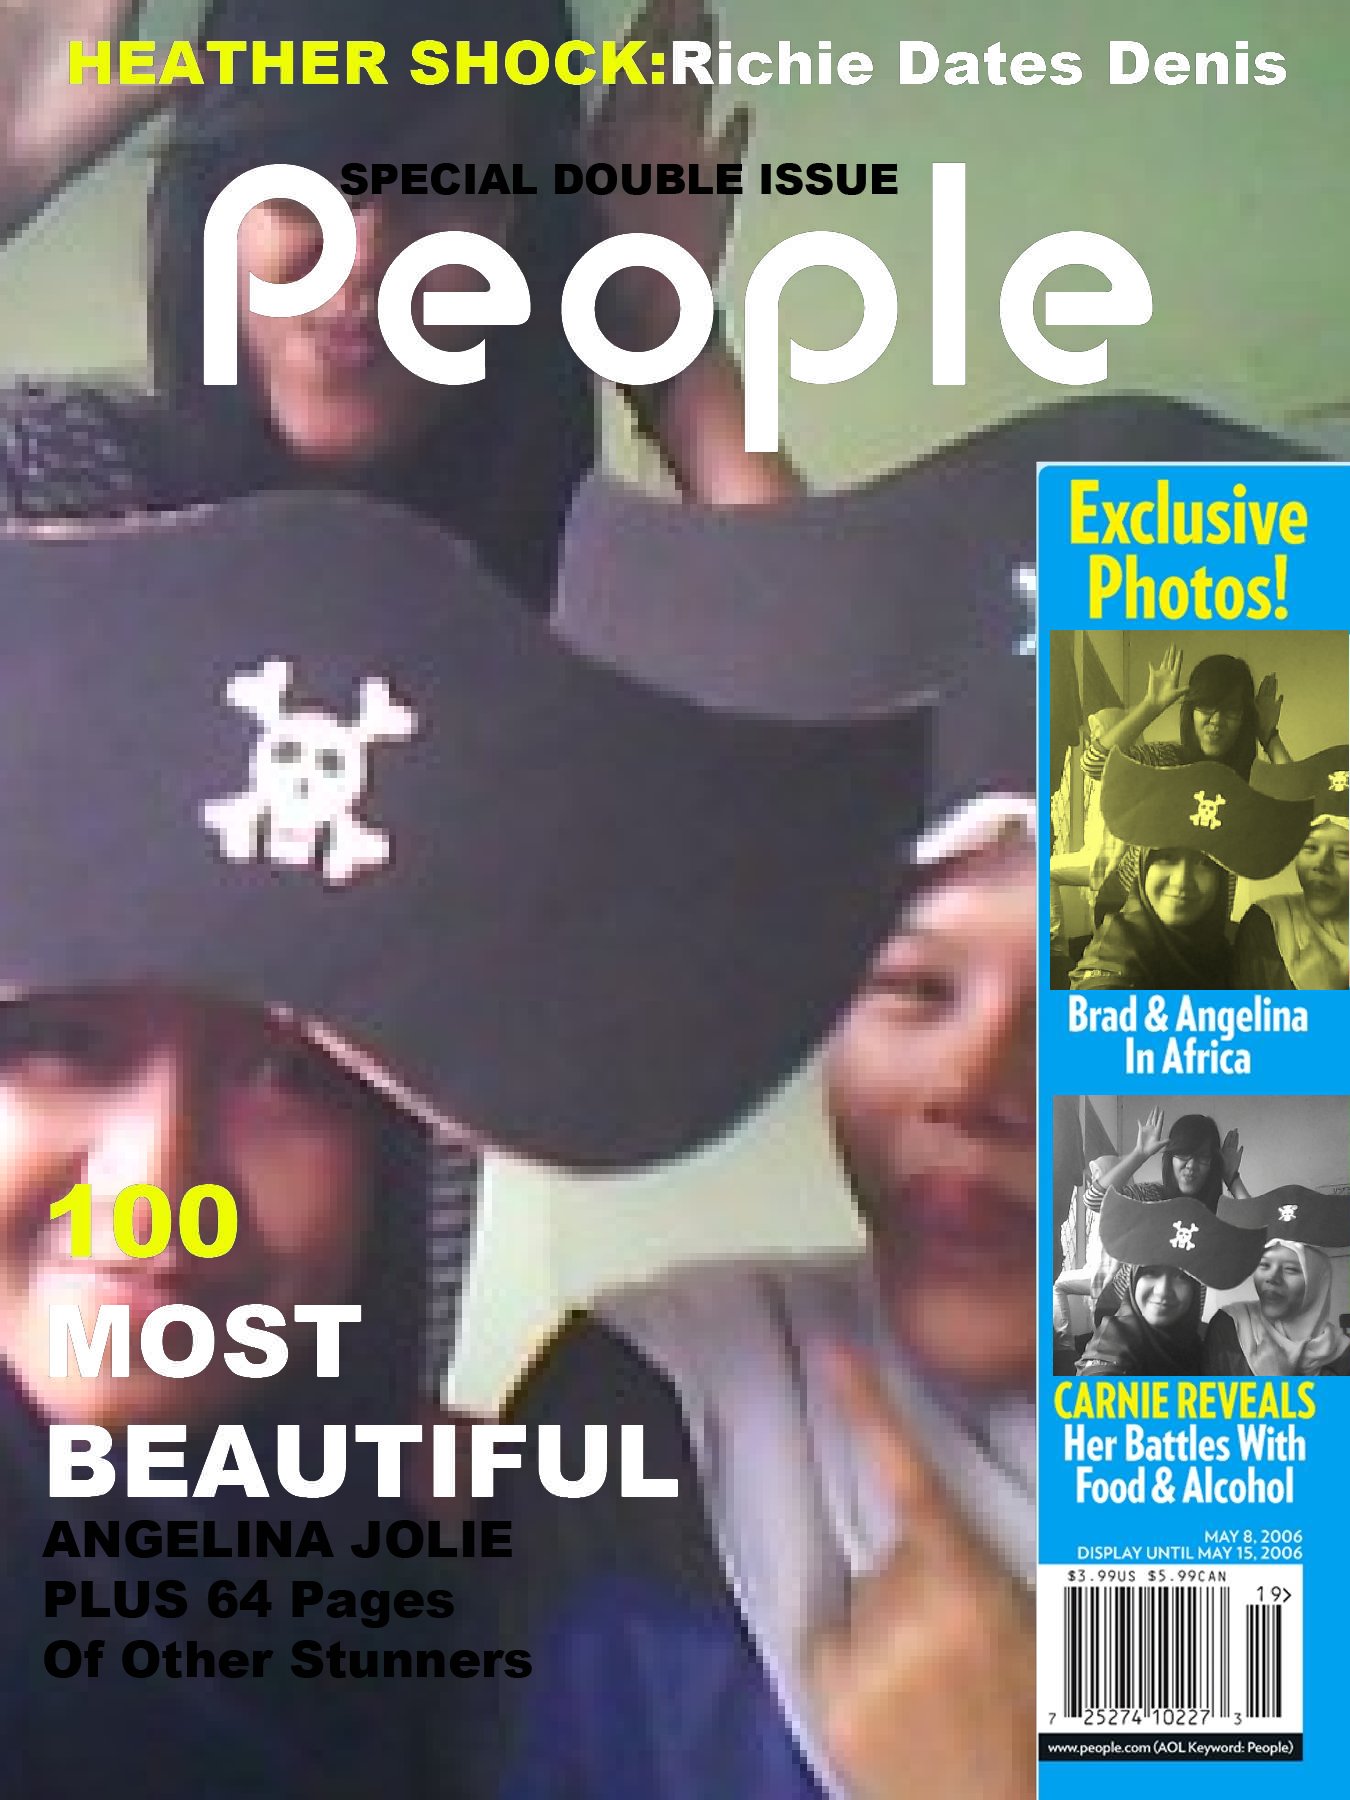 HEATHER SHOCK:Richie Dates Denis
SPECIAL DOUBLE ISSUE
People
Exclusive
Photos!
Brad & Angelina
In Africa
CARNIE REVEALS
Her Battles With
Food & Alcohol
MAY 8, 2006
DISPLAY UNTIL MAY 15, 2006
$3.99US $5.99CAN
19>
7 25274 10227 3
www.people.com (AOL Keyword: People)
100
MOST
BEAUTIFUL
ANGELINA JOLIE
PLUS 64 Pages
Of Other Stunners